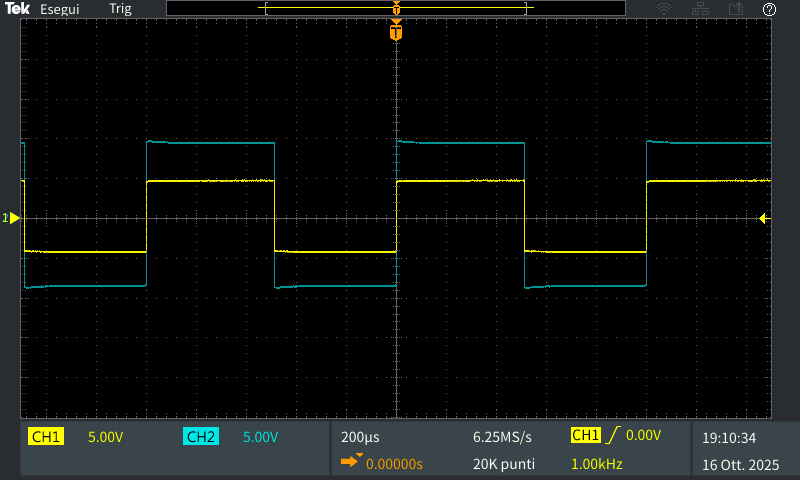 Tek Esegui Trig
T
T
CH1 5.00V CH2 5.00V 200µs 6.25MS/s CH1 0.00V 19:10:34
0.00000s 20K punti 1.00kHz 16 Ott. 2025